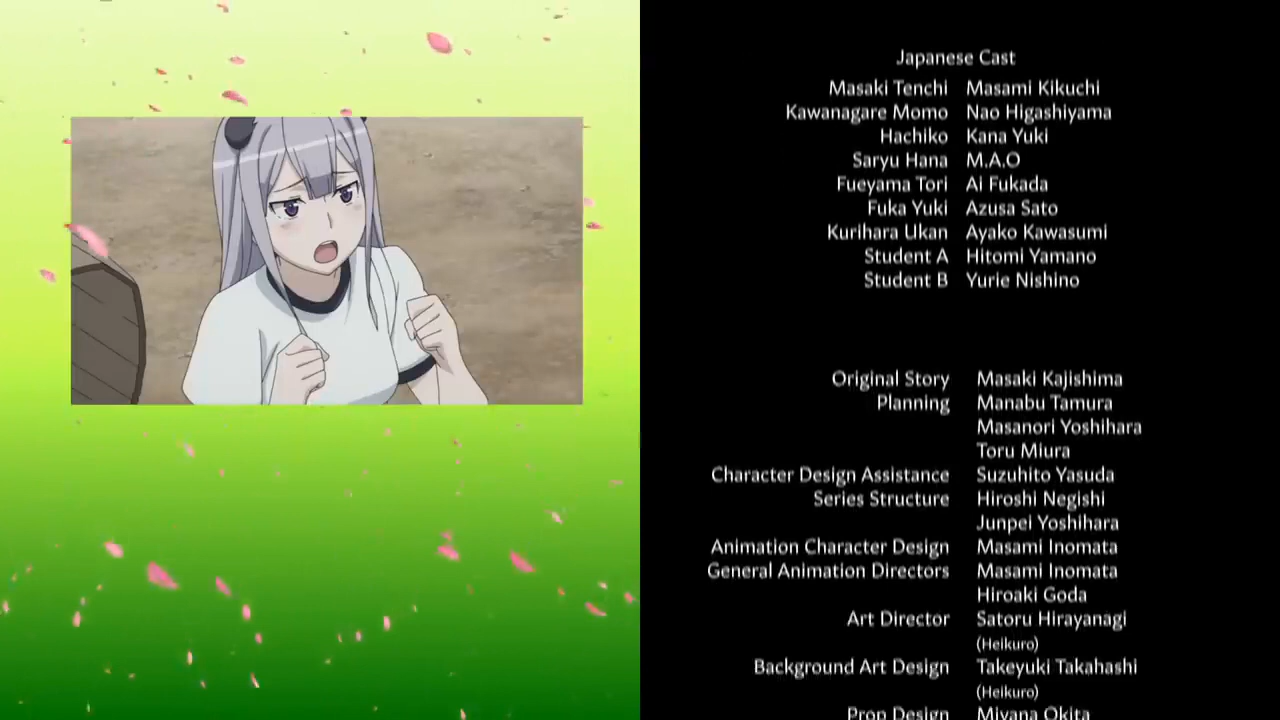 Japanese Cast
Masaki Tenchi Masami Kikuchi
Kawanagare Momo Nao Higashiyama
Hachiko Kana Yuki
Saryu Hana M.A.O
Fueyama Tori Ai Fukada
Fuka Yuki Azusa Sato
Kurihara Ukan Ayako Kawasumi
Student A Hitomi Yamano
Student B Yurie Nishino
Original Story Masaki Kajishima
Planning Manabu Tamura
Masanori Yoshihara
Toru Miura
Character Design Assistance Suzuhito Yasuda
Series Structure Hiroshi Negishi
Junpei Yoshihara
Animation Character Design Masami Inomata
General Animation Directors Masami Inomata
Hiroaki Goda
Art Director Satoru Hirayanagi
(Heikuro)
Background Art Design Takeyuki Takahashi
(Heikuro)
Prop Design Miyana Okita